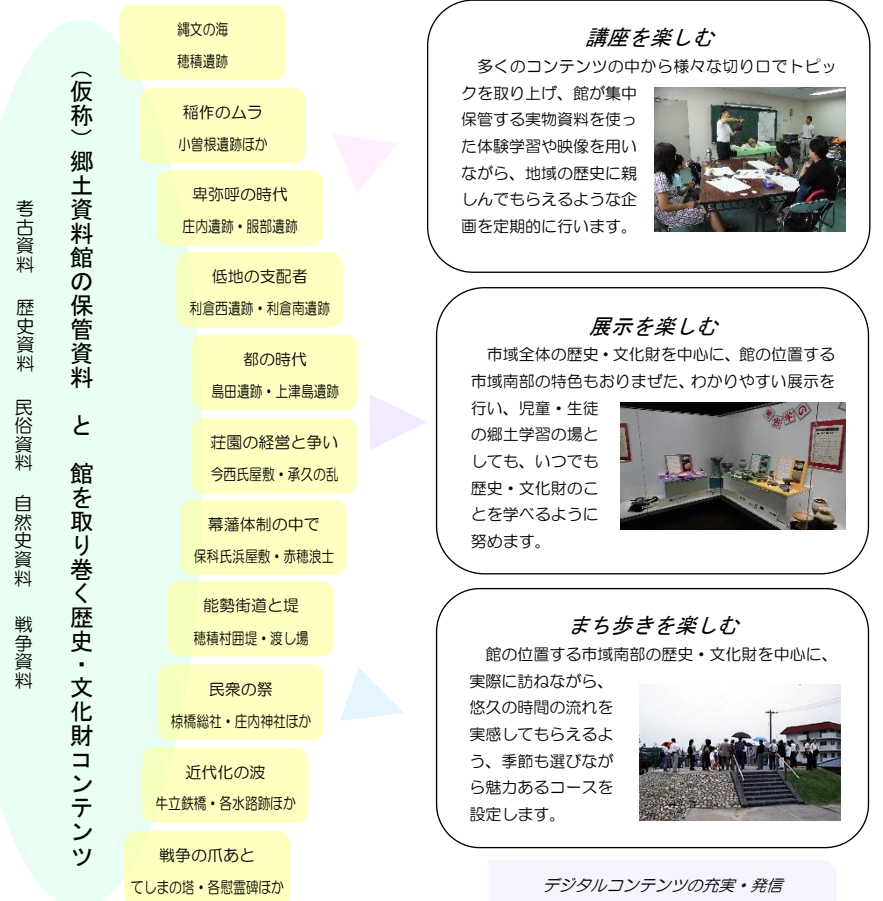 （仮称）郷土資料館の保管資料　と　館を取り巻く歴史・文化財コンテンツ
考古資料　歴史資料　民俗資料　自然史資料　戦争資料
縄文の海
穂積遺跡
稲作のムラ
小曽根遺跡ほか
卑弥呼の時代
庄内遺跡・服部遺跡
低地の支配者
利倉西遺跡・利倉南遺跡
都の時代
島田遺跡・上津島遺跡
荘園の経営と争い
今西氏屋敷・承久の乱
幕藩体制の中で
保科氏浜屋敷・赤穂浪士
能勢街道と堤
穂積村囲堤・渡し場
民衆の祭
椋橋総社・庄内神社ほか
近代化の波
牛立鉄橋・各水路跡ほか
戦争の爪あと
てしまの塔・各慰霊碑ほか
講座を楽しむ
多くのコンテンツの中から様々な切り口でトピッ
クを取り上げ、館が集中
保管する実物資料を使っ
た体験学習や映像を用い
ながら、地域の歴史に親
しんでもらえるような企
画を定期的に行います。
展示を楽しむ
市域全体の歴史・文化財を中心に、館の位置する
市域南部の特色もおりまぜた、わかりやすい展示を
行い、児童・生徒
の郷土学習の場と
しても、いつでも
歴史・文化財のこ
とを学べるように
努めます。
まち歩きを楽しむ
館の位置する市域南部の歴史・文化財を中心に、
実際に訪ねながら、
悠久の時間の流れを
実感してもらえるよ
う、季節も選びなが
ら魅力あるコースを
設定します。
デジタルコンテンツの充実・発信